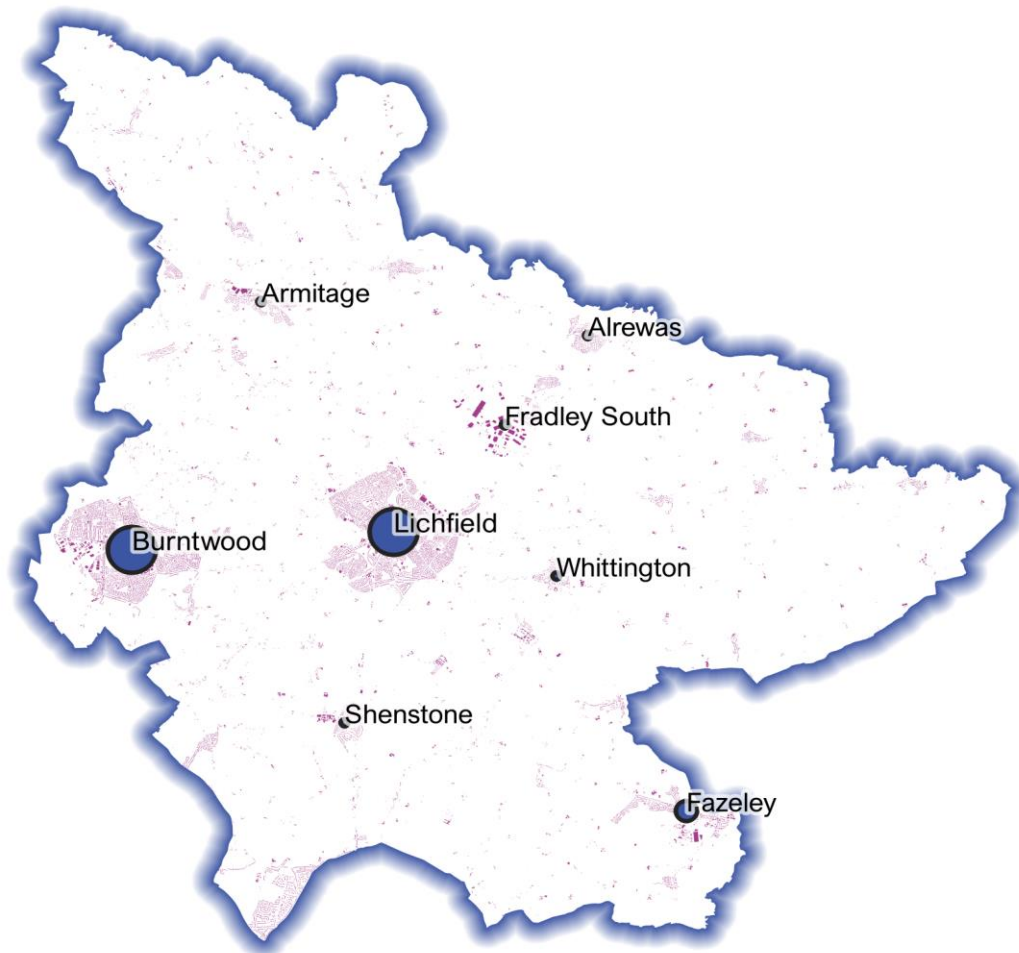 Armitage
Alrewas
Fradley South
Lichfield
Burntwood
Whittington
Shenstone
Fazeley